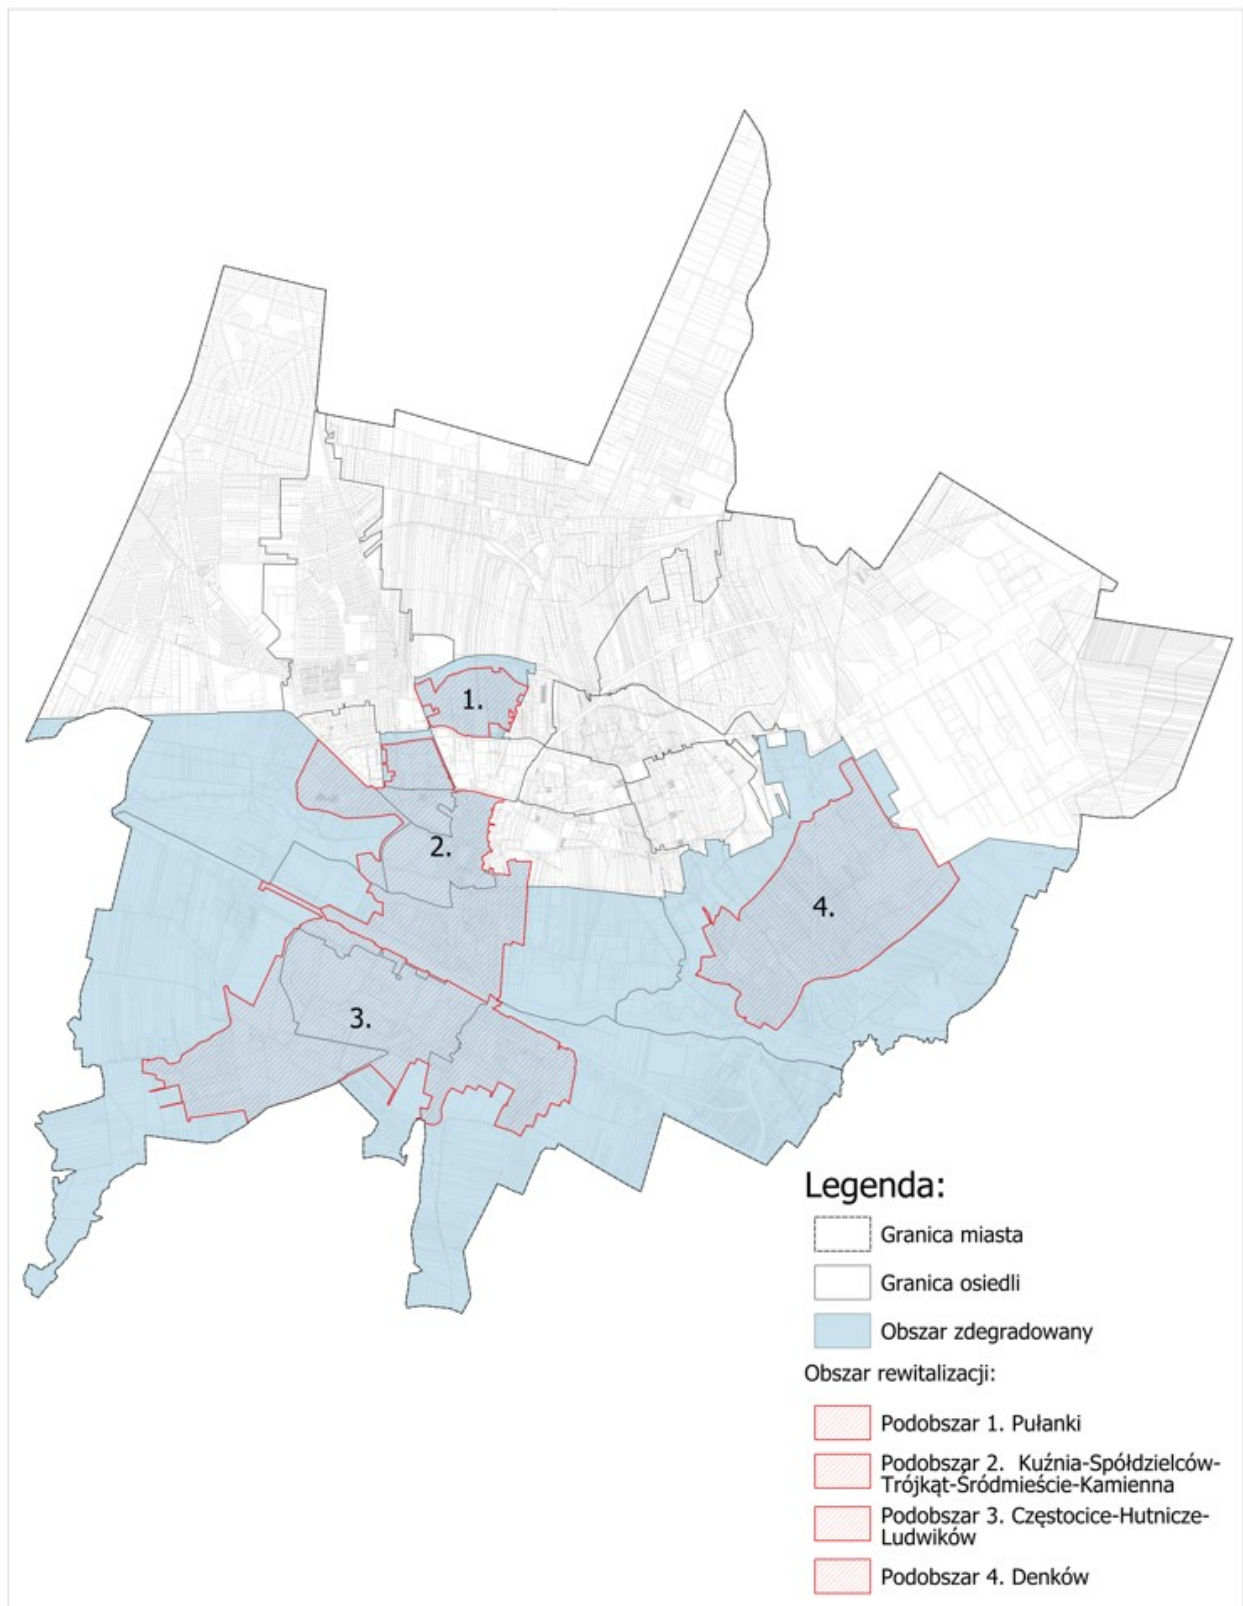 1.
2.
4.
3.
Legenda:
Granica miasta
Granica osiedli
Obszar zdegradowany
Obszar rewitalizacji:
Podobszar 1. Pułanki
Podobszar 2. Kuźnia-Spółdzielców-
Trójkąt-Śródmieście-Kamienna
Podobszar 3. Częstocice-Hutnicze-
Ludwików
Podobszar 4. Denków